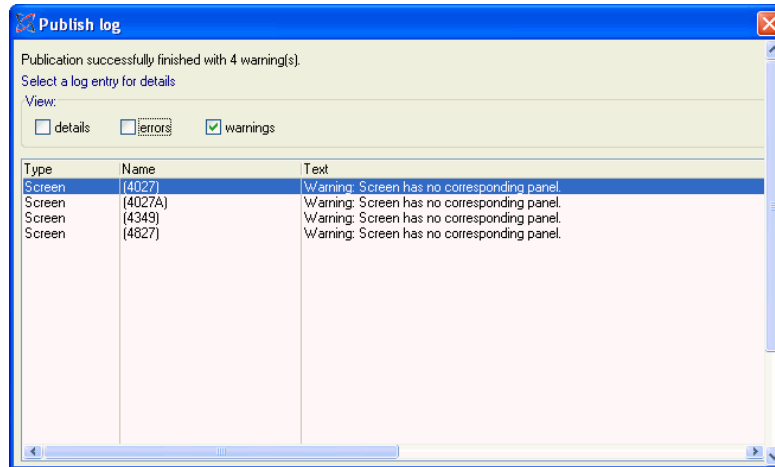 Publish log
Publication successfully finished with 4 warning(s).
Select a log entry for details
View:
details errors warnings
Type Name Text
Screen (4027) Warning: Screen has no corresponding panel.
Screen (4027A) Warning: Screen has no corresponding panel.
Screen (4349) Warning: Screen has no corresponding panel.
Screen (4827) Warning: Screen has no corresponding panel.